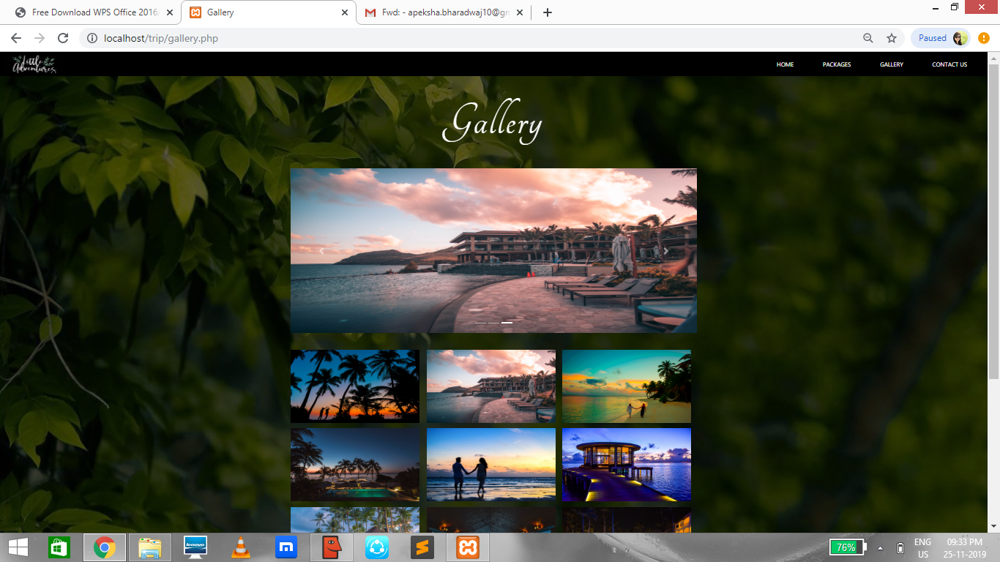 Free Download WPS Office 2016/
Gallery
Fwd: - apeksha.bharadwaj10@gm
localhost/trip/gallery.php
Paused
Little Adventures
HOME
PACKAGES
GALLERY
CONTACT US
Gallery
lenovo
m
76%
ENG
US
09:33 PM
25-11-2019